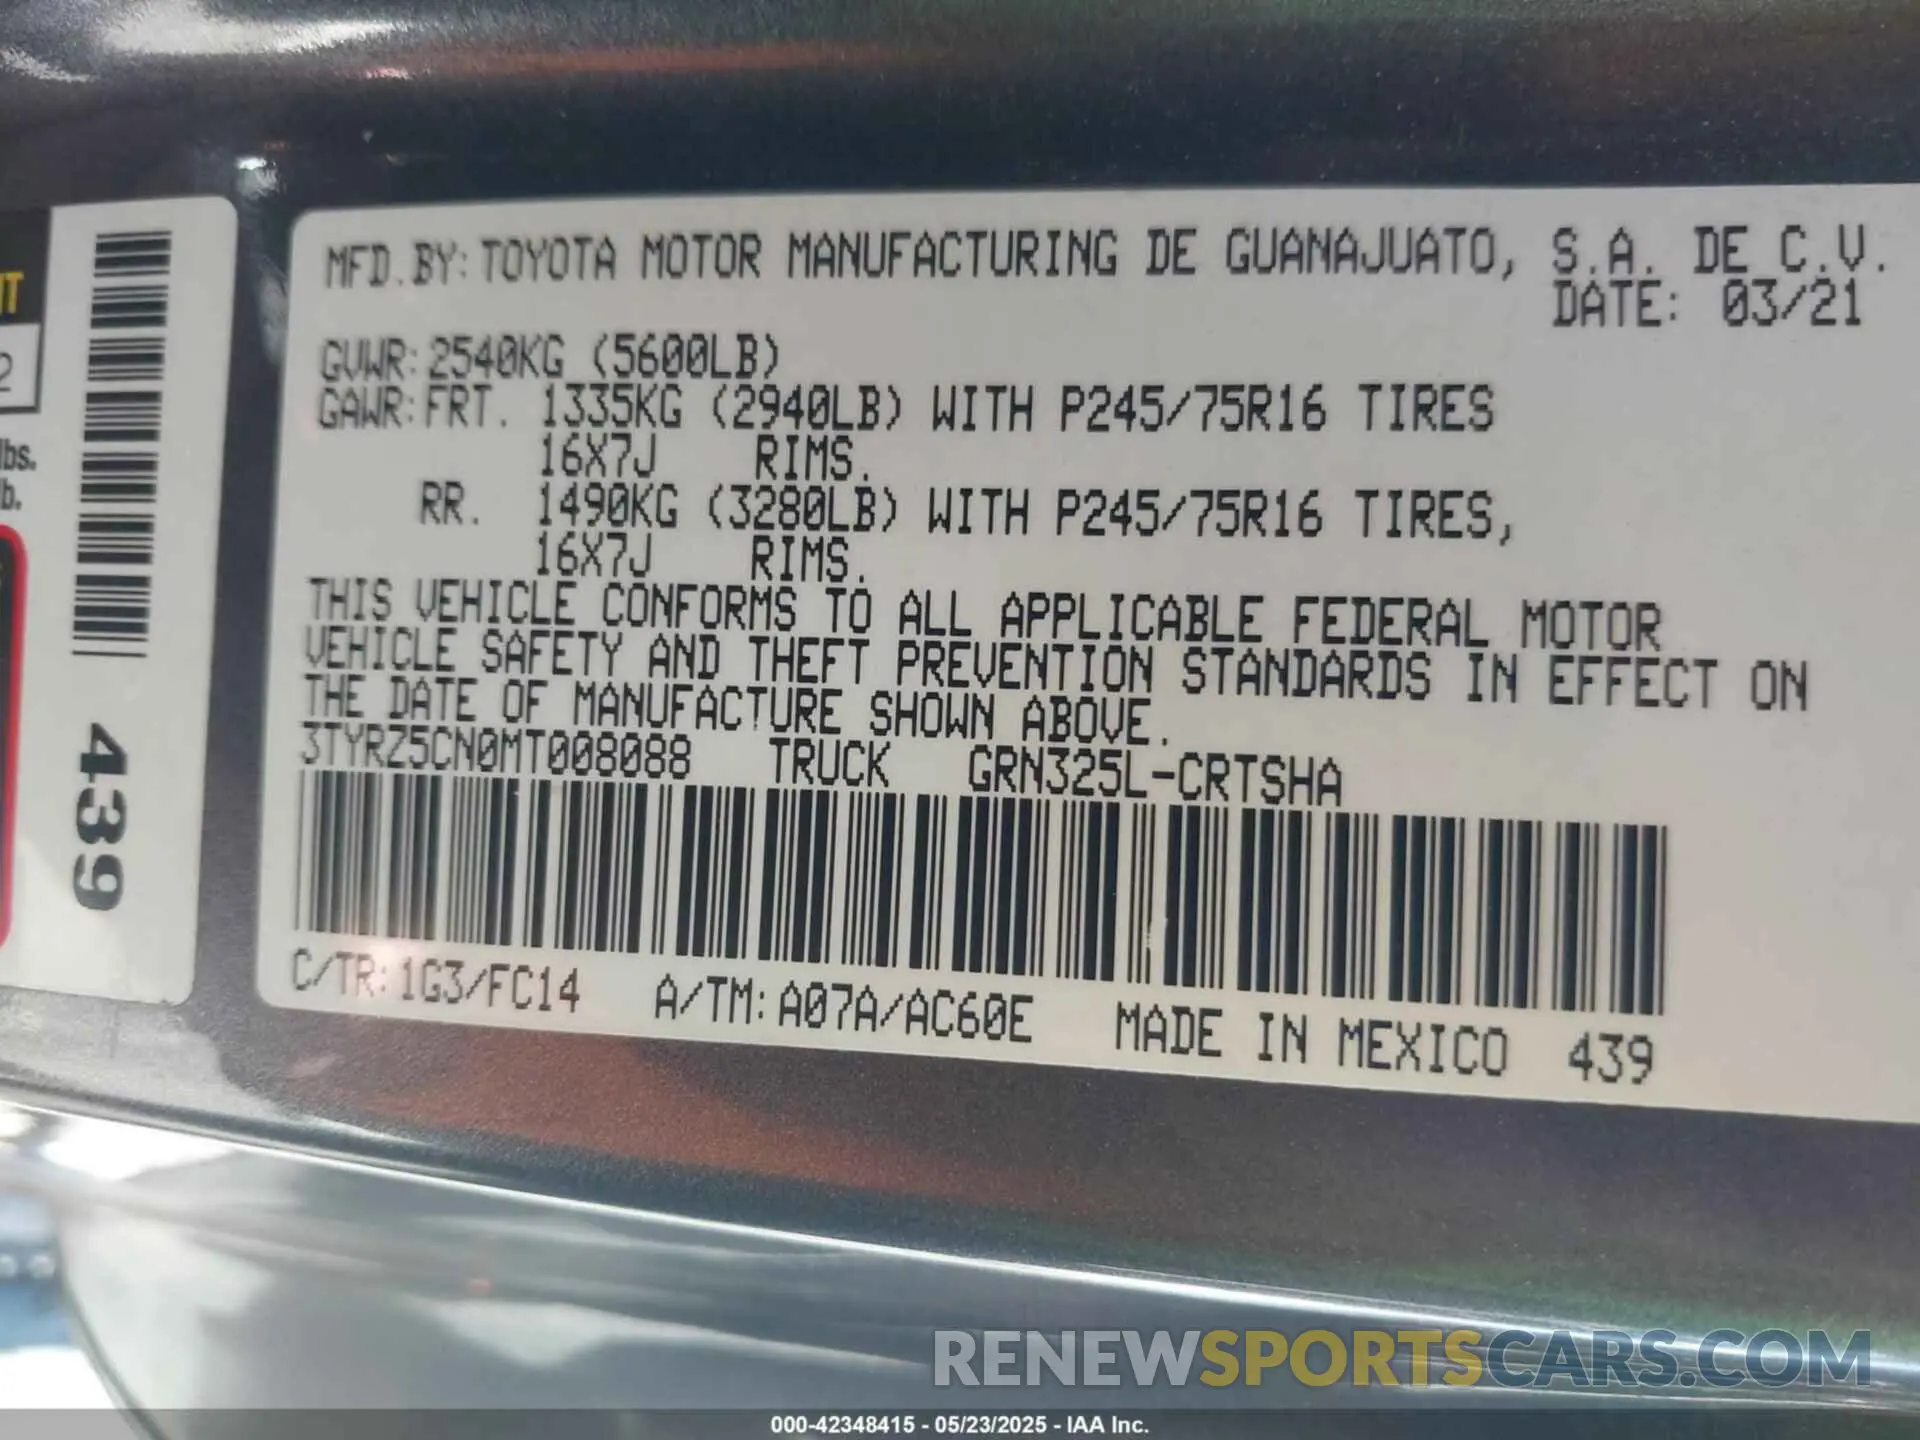 MFD.BY: TOYOTA MOTOR MANUFACTURING DE GUANAJUATO, S.A. DE C.V.
DATE: 03/21
GVWR: 2540KG (5600LB)
GAWR: FRT. 1335KG (2940LB) WITH P245/75R16 TIRES
16X7J RIMS.
RR. 1490KG (3280LB) WITH P245/75R16 TIRES,
16X7J RIMS.
THIS VEHICLE CONFORMS TO ALL APPLICABLE FEDERAL MOTOR
VEHICLE SAFETY AND THEFT PREVENTION STANDARDS IN EFFECT ON
THE DATE OF MANUFACTURE SHOWN ABOVE.
3TYRZ5CN0MT008088 TRUCK GRN325L-CRTSHA
C/TR: 1G3/FC14 A/TM: A07A/AC60E MADE IN MEXICO 439
2
lbs.
lb.
439
RENEWSPORTSCARS.COM
000-42348415 - 05/23/2025 - IAA Inc.